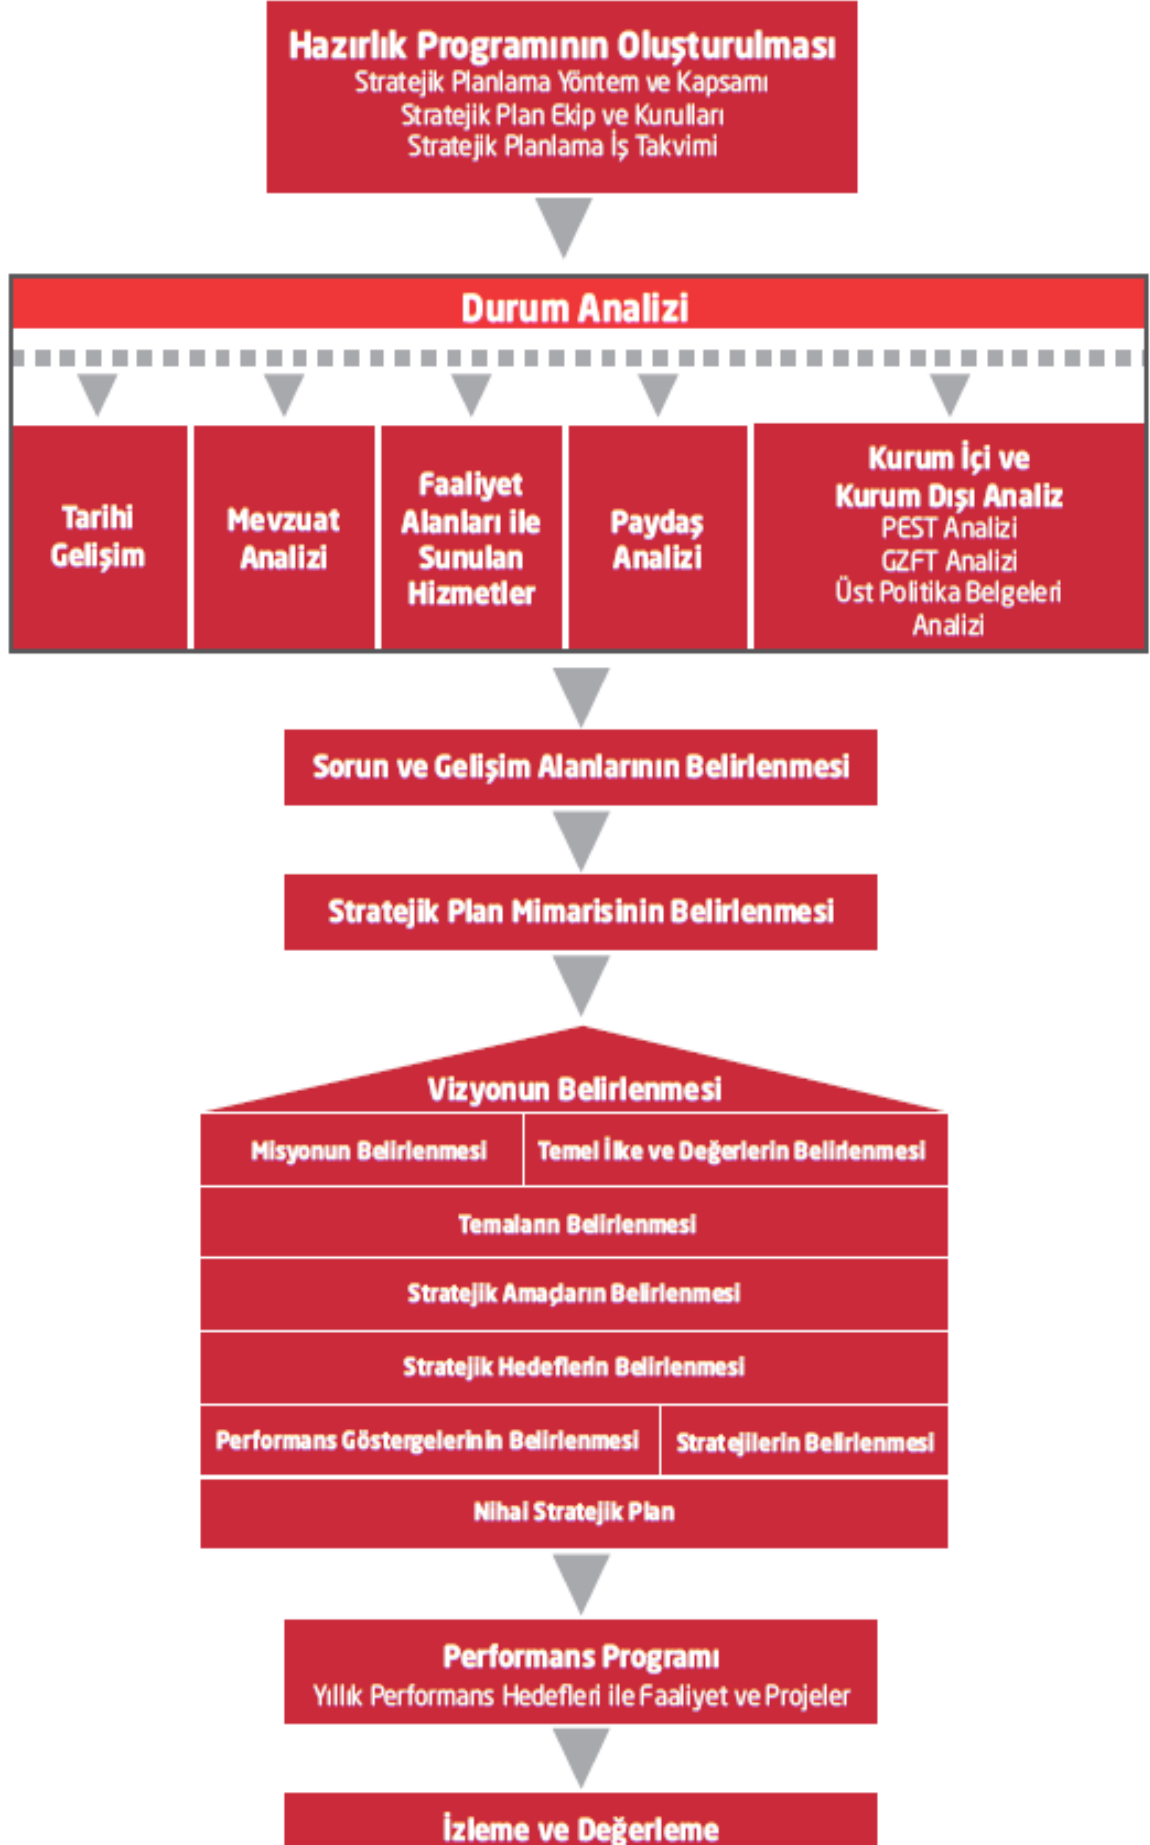 Hazırlık Programının Oluşturulması
Stratejik Planlama Yöntem ve Kapsamı
Stratejik Plan Ekip ve Kurulları
Stratejik Planlama İş Takvimi
Durum Analizi
Tarihi
Gelişim
Mevzuat
Analizi
Faaliyet
Alanları ile
Sunulan
Hizmetler
Paydaş
Analizi
Kurum İçi ve
Kurum Dışı Analiz
PEST Analizi
GZFT Analizi
Üst Politika Belgeleri
Analizi
Sorun ve Gelişim Alanlarının Belirlenmesi
Stratejik Plan Mimarisinin Belirlenmesi
Vizyonun Belirlenmesi
Misyonun Belirlenmesi
Temel İlke ve Değerlerin Belirlenmesi
Temaların Belirlenmesi
Stratejik Amaçların Belirlenmesi
Stratejik Hedeflerin Belirlenmesi
Performans Göstergelerinin Belirlenmesi
Stratejilerin Belirlenmesi
Nihai Stratejik Plan
Performans Programı
Yıllık Performans Hedefleri ile Faaliyet ve Projeler
İzleme ve Değerleme